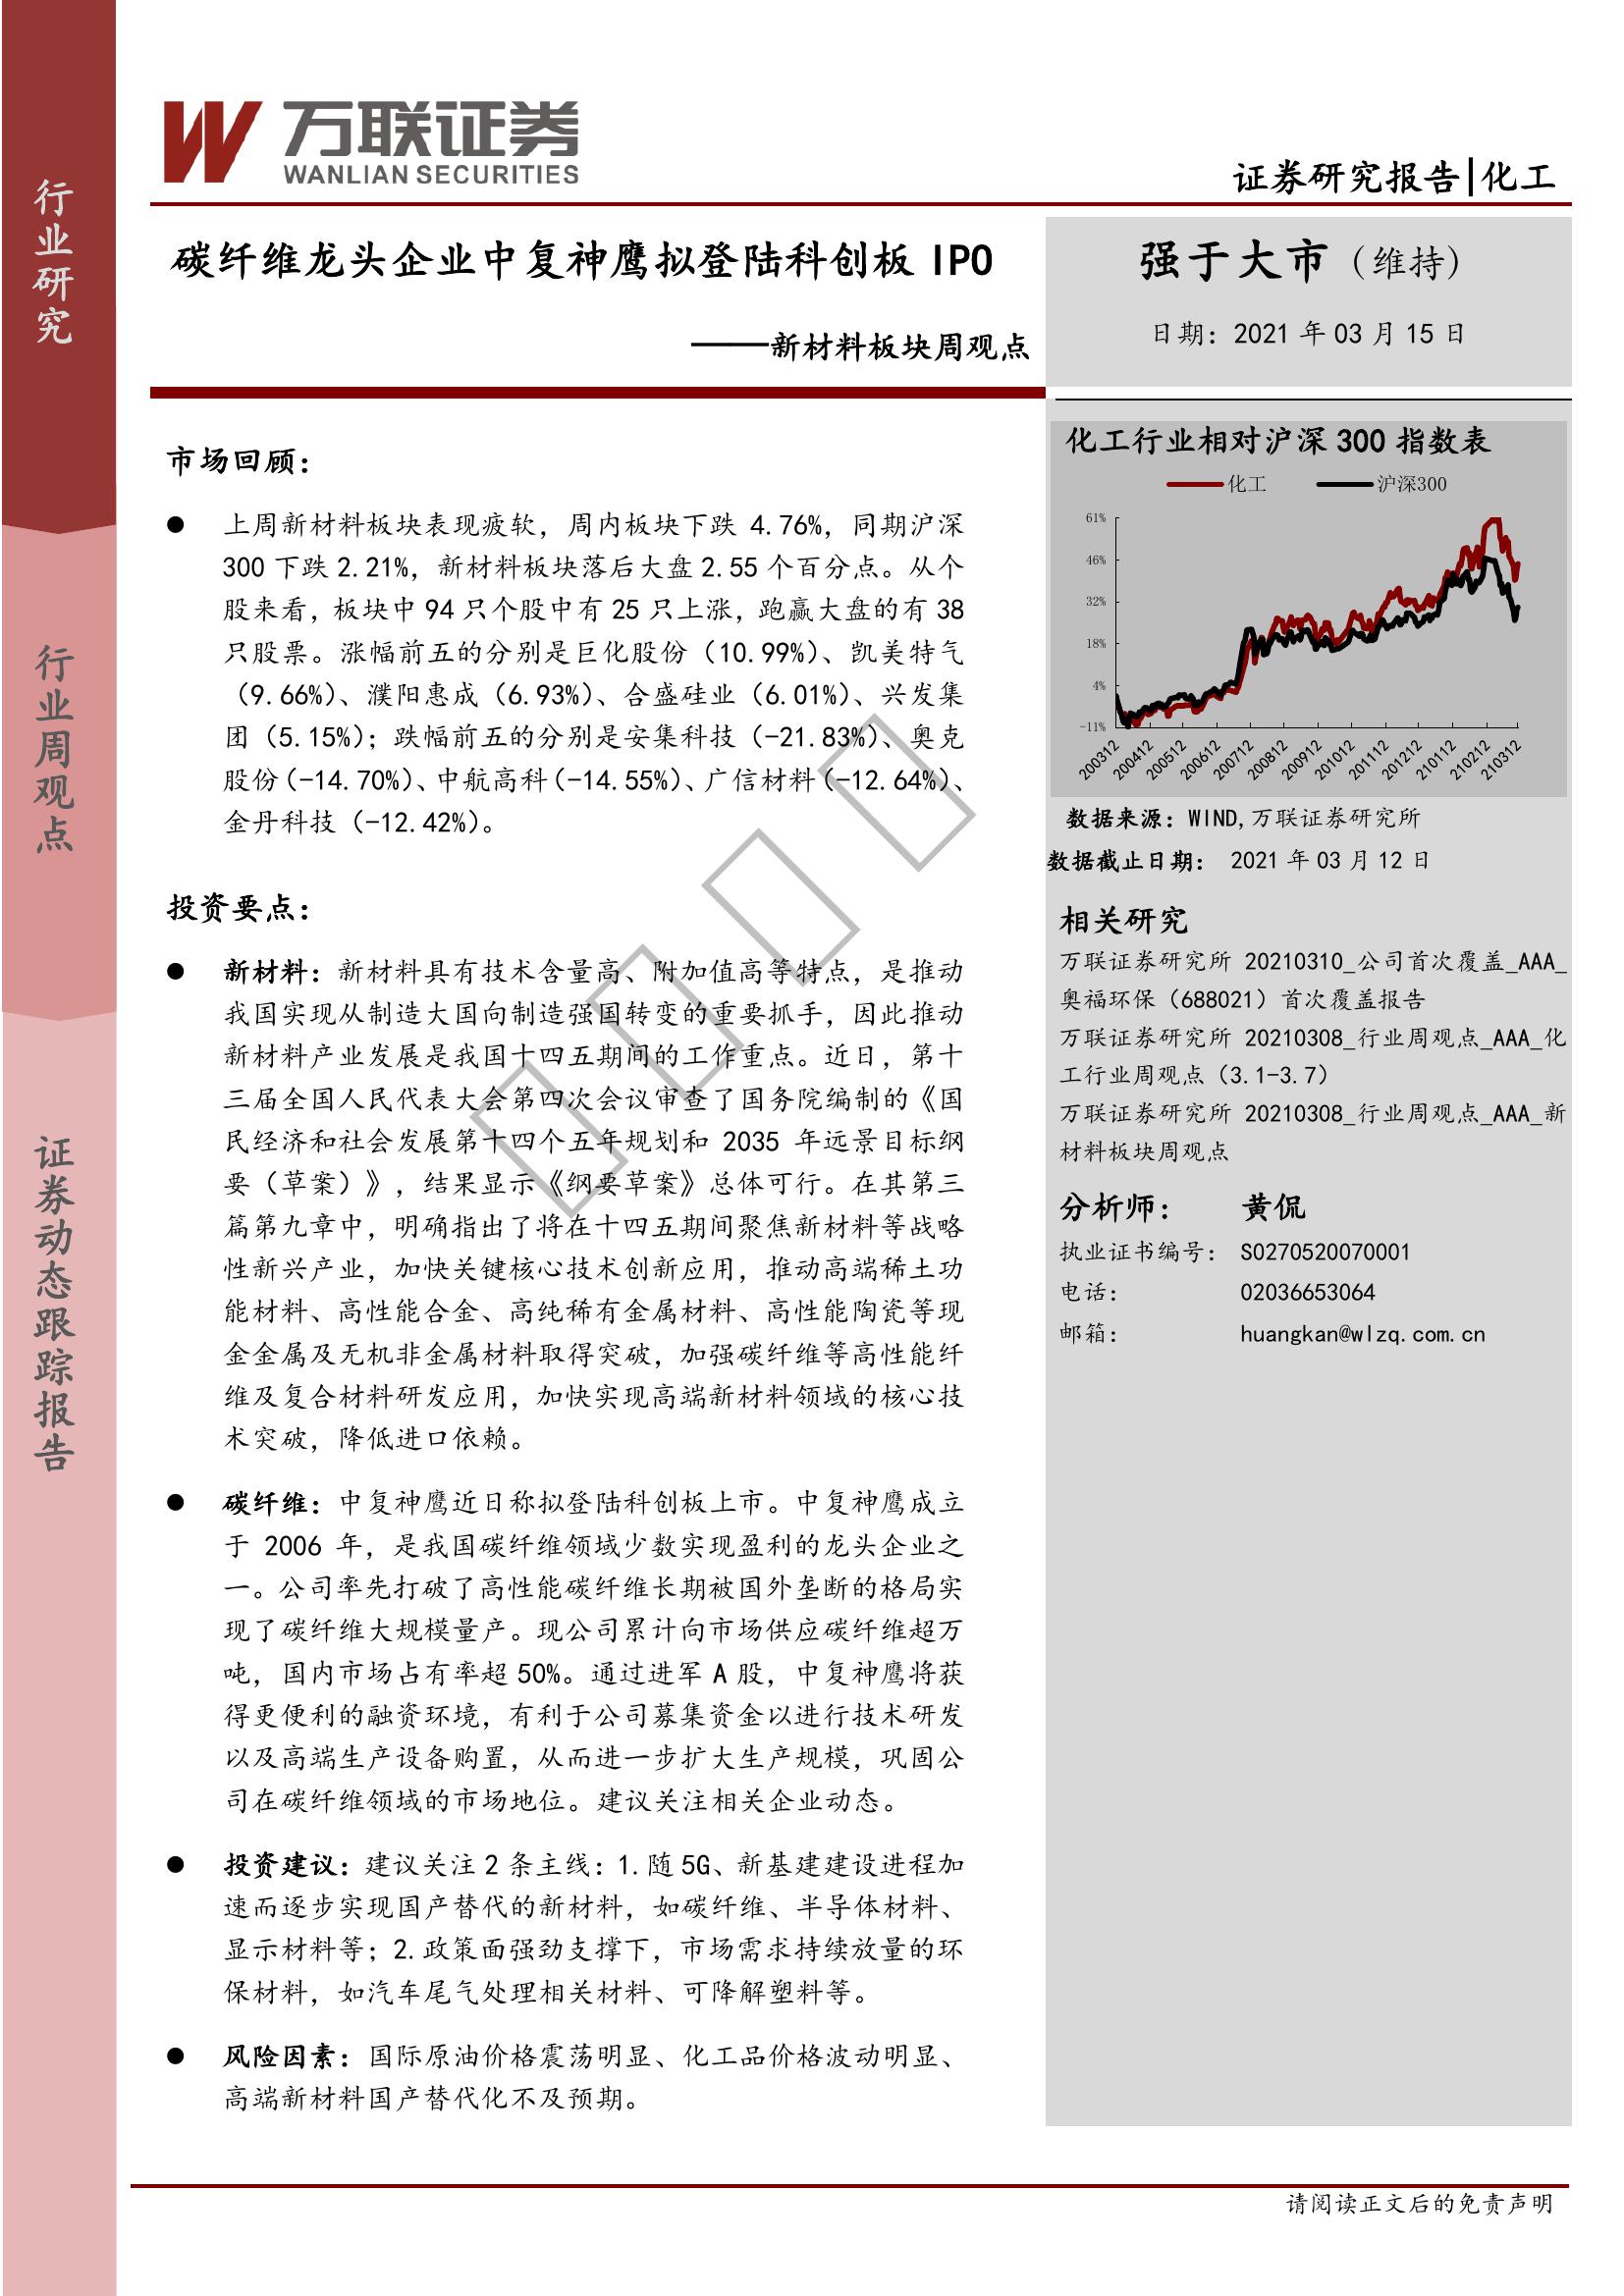 行业研究
行业周观点
证券动态跟踪报告
万联证券
WANLIAN SECURITIES
证券研究报告|化工
碳纤维龙头企业中复神鹰拟登陆科创板 IPO
——新材料板块周观点
强于大市（维持）
日期：2021 年 03 月 15 日
市场回顾：
● 上周新材料板块表现疲软，周内板块下跌 4.76%，同期沪深
300 下跌 2.21%，新材料板块落后大盘 2.55 个百分点。从个
股来看，板块中 94 只个股中有 25 只上涨，跑赢大盘的有 38
只股票。涨幅前五的分别是巨化股份（10.99%）、凯美特气
（9.66%）、濮阳惠成（6.93%）、合盛硅业（6.01%）、兴发集
团（5.15%）；跌幅前五的分别是安集科技（-21.83%）、奥克
股份（-14.70%）、中航高科（-14.55%）、广信材料（-12.64%）、
金丹科技（-12.42%）。
投资要点：
● 新材料：新材料具有技术含量高、附加值高等特点，是推动
我国实现从制造大国向制造强国转变的重要抓手，因此推动
新材料产业发展是我国十四五期间的工作重点。近日，第十
三届全国人民代表大会第四次会议审查了国务院编制的《国
民经济和社会发展第十四个五年规划和 2035 年远景目标纲
要（草案）》，结果显示《纲要草案》总体可行。在其第三
篇第九章中，明确指出了将在十四五期间聚焦新材料等战略
性新兴产业，加快关键核心技术创新应用，推动高端稀土功
能材料、高性能合金、高纯稀有金属材料、高性能陶瓷等现
金金属及无机非金属材料取得突破，加强碳纤维等高性能纤
维及复合材料研发应用，加快实现高端新材料领域的核心技
术突破，降低进口依赖。
● 碳纤维：中复神鹰近日称拟登陆科创板上市。中复神鹰成立
于 2006 年，是我国碳纤维领域少数实现盈利的龙头企业之
一。公司率先打破了高性能碳纤维长期被国外垄断的格局实
现了碳纤维大规模量产。现公司累计向市场供应碳纤维超万
吨，国内市场占有率超 50%。通过进军 A 股，中复神鹰将获
得更便利的融资环境，有利于公司募集资金以进行技术研发
以及高端生产设备购置，从而进一步扩大生产规模，巩固公
司在碳纤维领域的市场地位。建议关注相关企业动态。
● 投资建议：建议关注 2 条主线：1.随 5G、新基建建设进程加
速而逐步实现国产替代的新材料，如碳纤维、半导体材料、
显示材料等；2.政策面强劲支撑下，市场需求持续放量的环
保材料，如汽车尾气处理相关材料、可降解塑料等。
● 风险因素：国际原油价格震荡明显、化工品价格波动明显、
高端新材料国产替代化不及预期。
化工行业相对沪深 300 指数表
化工 沪深300
61%
46%
32%
18%
4%
-11%
200312 200412 200512 200612 200712 200812 200912 201012 201112 201212 210112 210212 210312
数据来源：WIND,万联证券研究所
数据截止日期： 2021 年 03 月 12 日
相关研究
万联证券研究所 20210310_公司首次覆盖_AAA_
奥福环保（688021）首次覆盖报告
万联证券研究所 20210308_行业周观点_AAA_化
工行业周观点（3.1-3.7）
万联证券研究所 20210308_行业周观点_AAA_新
材料板块周观点
分析师： 黄侃
执业证书编号： S0270520070001
电话： 02036653064
邮箱： huangkan@wlzq.com.cn
请阅读正文后的免责声明